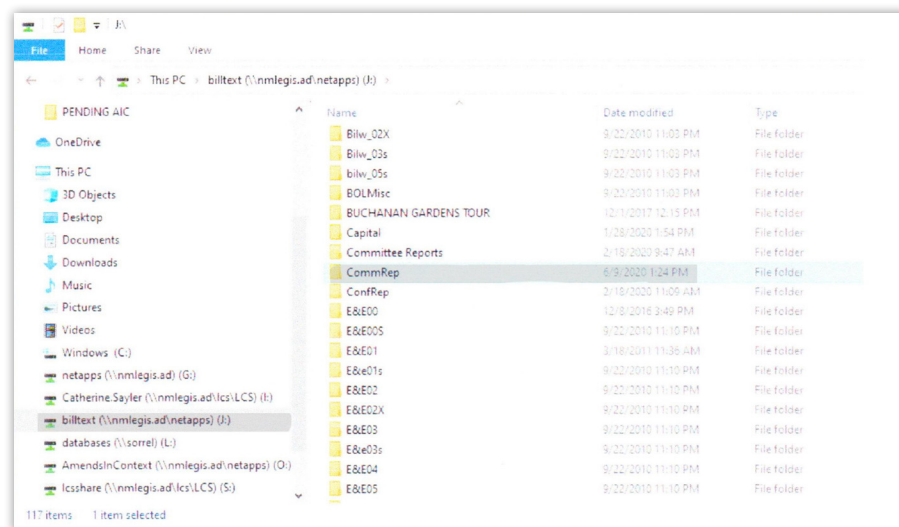 J:\
File Home Share View
This PC › billtext (\\nmlegis.ad\netapps) (J:) ›
PENDING AIC
OneDrive
This PC
3D Objects
Desktop
Documents
Downloads
Music
Pictures
Videos
Windows (C:)
netapps (\\nmlegis.ad) (G:)
Catherine.Sayler (\\nmlegis.ad\lcs\LCS) (I:)
billtext (\\nmlegis.ad\netapps) (J:)
databases (\\sorrel) (L:)
AmendsInContext (\\nmlegis.ad\netapps) (O:)
lcsshare (\\nmlegis.ad\lcs\LCS) (S:)
Name Date modified Type
Bilw_02X 9/22/2010 11:03 PM File folder
Bilw_03s 9/22/2010 11:03 PM File folder
bilw_05s 9/22/2010 11:03 PM File folder
BOLMisc 9/22/2010 11:03 PM File folder
BUCHANAN GARDENS TOUR 12/1/2017 12:15 PM File folder
Capital 1/28/2020 1:54 PM File folder
Committee Reports 2/18/2020 9:47 AM File folder
CommRep 6/9/2020 1:24 PM File folder
ConfRep 2/18/2020 11:09 AM File folder
E&E00 12/8/2016 3:49 PM File folder
E&E00S 9/22/2010 11:10 PM File folder
E&E01 3/18/2011 11:36 AM File folder
E&e01s 9/22/2010 11:10 PM File folder
E&E02 9/22/2010 11:10 PM File folder
E&E02X 9/22/2010 11:10 PM File folder
E&E03 9/22/2010 11:10 PM File folder
E&e03s 9/22/2010 11:10 PM File folder
E&E04 9/22/2010 11:10 PM File folder
E&E05 9/22/2010 11:10 PM File folder
117 items 1 item selected